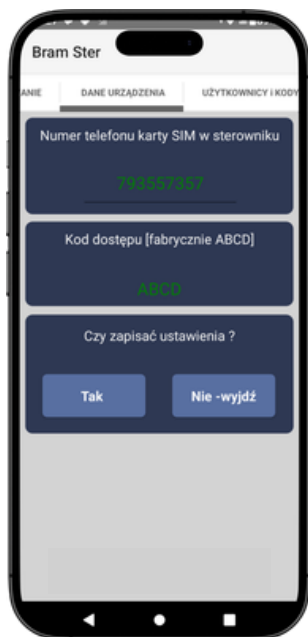 Bram Ster
ANIE DANE URZĄDZENIA UŻYTKOWNICY i KODY
Numer telefonu karty SIM w sterowniku
793557357
Kod dostępu [fabrycznie ABCD]
ABCD
Czy zapisać ustawienia ?
Tak Nie -wyjdź